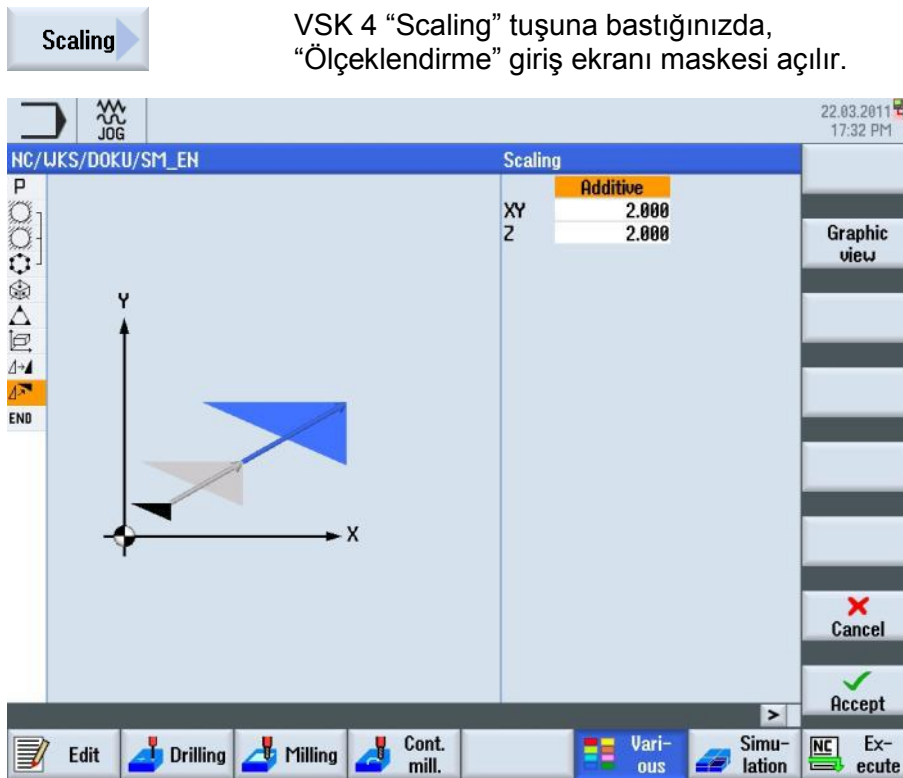 Scaling
VSK 4 “Scaling” tuşuna bastığınızda,
“Ölçeklendirme” giriş ekranı maskesi açılır.
JOG
22.03.2011
17:32 PM
NC/WKS/DOKU/SM_EN
Scaling
P
END
Y
X
Additive
XY 2.000
Z 2.000
Graphic
view
Cancel
Accept
>
Edit
Drilling
Milling
Cont.
mill.
Vari-
ous
Simu-
lation
NC
Ex-
ecute